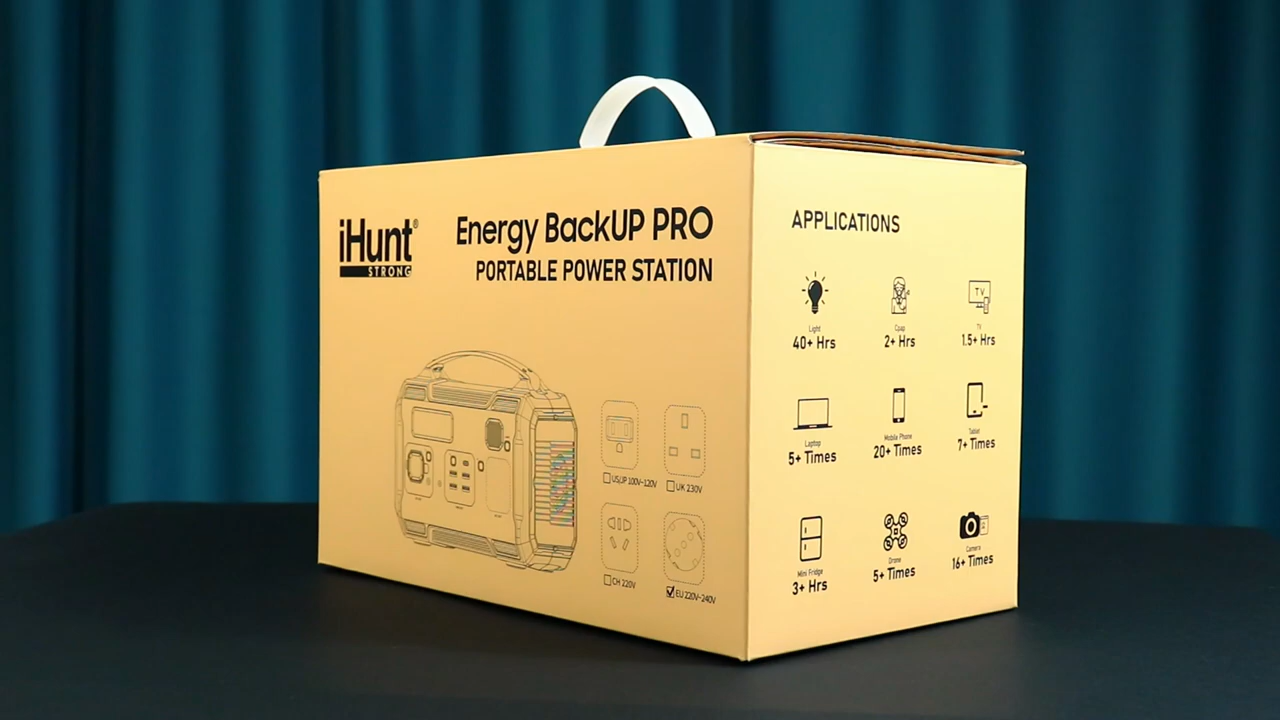 iHunt®
STRONG
Energy BackUP PRO
PORTABLE POWER STATION
US/JP 100V~120V
UK 230V
CH 220V
EU 220V~240V
APPLICATIONS
Light
40+ Hrs
Cpap
2+ Hrs
TV
TV
1.5+ Hrs
Laptop
5+ Times
Mobile Phone
20+ Times
Tablet
7+ Times
Mini Fridge
3+ Hrs
Drone
5+ Times
Camera
16+ Times